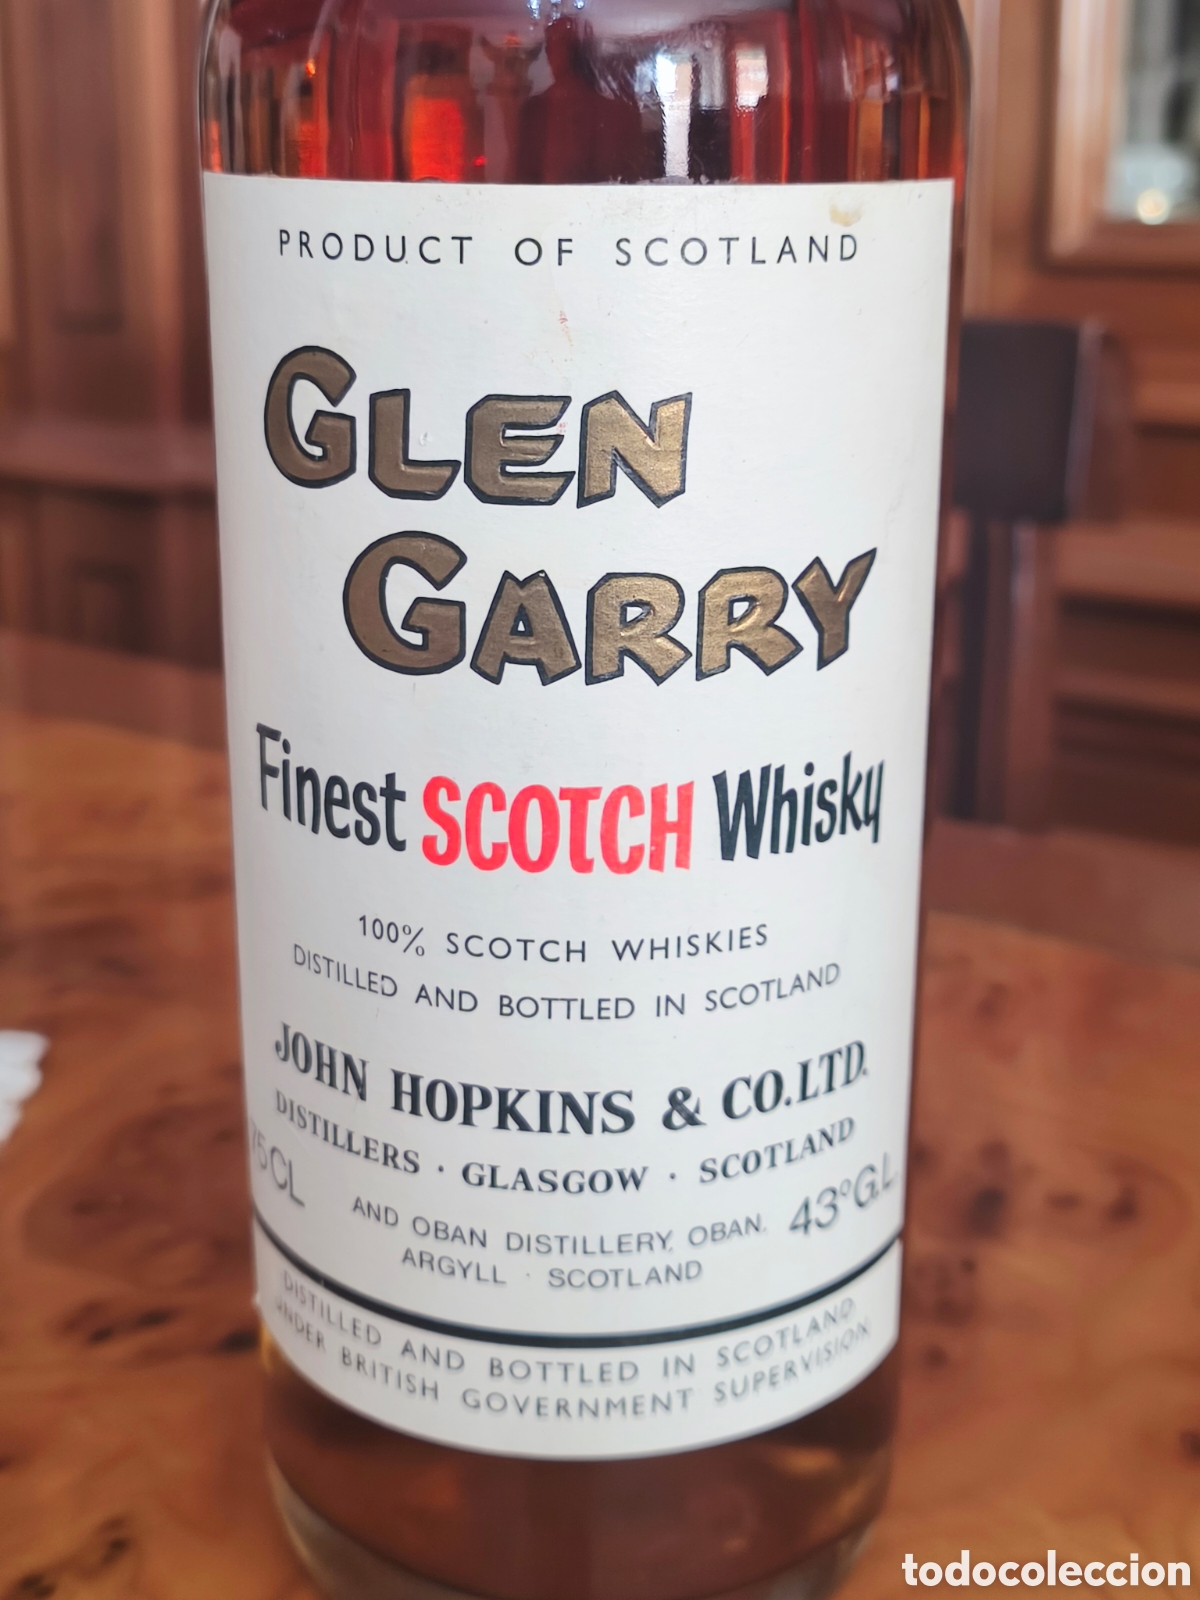 PRODUCT OF SCOTLAND
GLEN
GARRY
Finest SCOTCH Whisky
100% SCOTCH WHISKIES
DISTILLED AND BOTTLED IN SCOTLAND
JOHN HOPKINS & CO. LTD.
DISTILLERS · GLASGOW · SCOTLAND
75CL
AND OBAN DISTILLERY, OBAN.
43° G.L.
ARGYLL · SCOTLAND
DISTILLED AND BOTTLED IN SCOTLAND
UNDER BRITISH GOVERNMENT SUPERVISION
todocoleccion